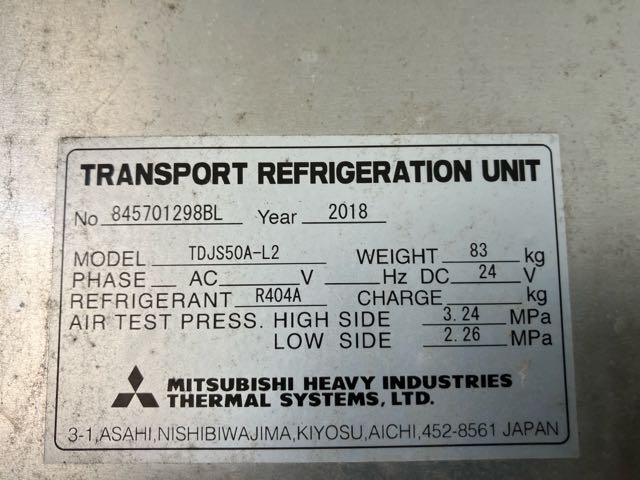 TRANSPORT REFRIGERATION UNIT
No 845701298BL Year 2018
MODEL TDJS50A-L2 WEIGHT 83 kg
PHASE AC V Hz DC 24 V
REFRIGERANT R404A CHARGE kg
AIR TEST PRESS. HIGH SIDE 3.24 MPa
LOW SIDE 2.26 MPa
MITSUBISHI HEAVY INDUSTRIES
THERMAL SYSTEMS, LTD.
3-1,ASAHI,NISHIBIWAJIMA,KIYOSU,AICHI,452-8561 JAPAN